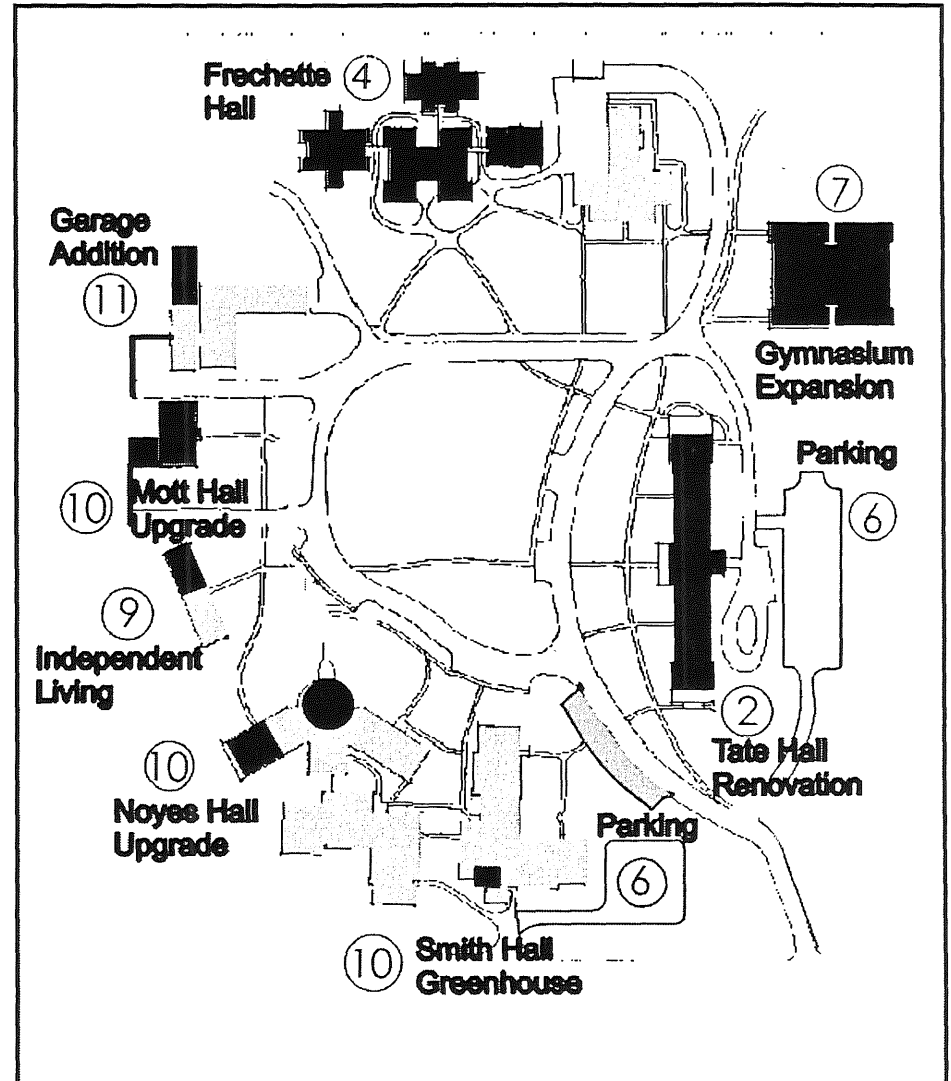 Frechette
Hall
4
Garage
Addition
11
7
Gymnasium
Expansion
Parking
6
10
Mott Hall
Upgrade
9
Independent
Living
2
Tate Hall
Renovation
10
Noyes Hall
Upgrade
Parking
6
10
Smith Hall
Greenhouse